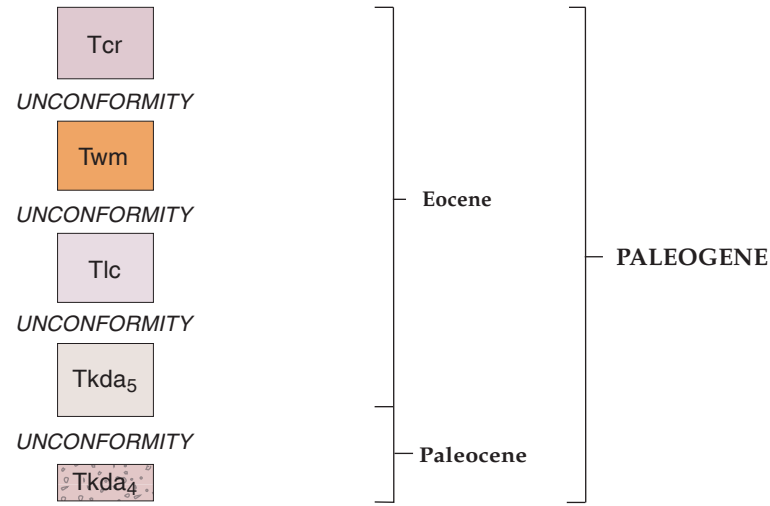 Tcr
UNCONFORMITY
Twm
UNCONFORMITY
Eocene
Tlc
PALEOGENE
UNCONFORMITY
Tkda5
UNCONFORMITY
Paleocene
Tkda4